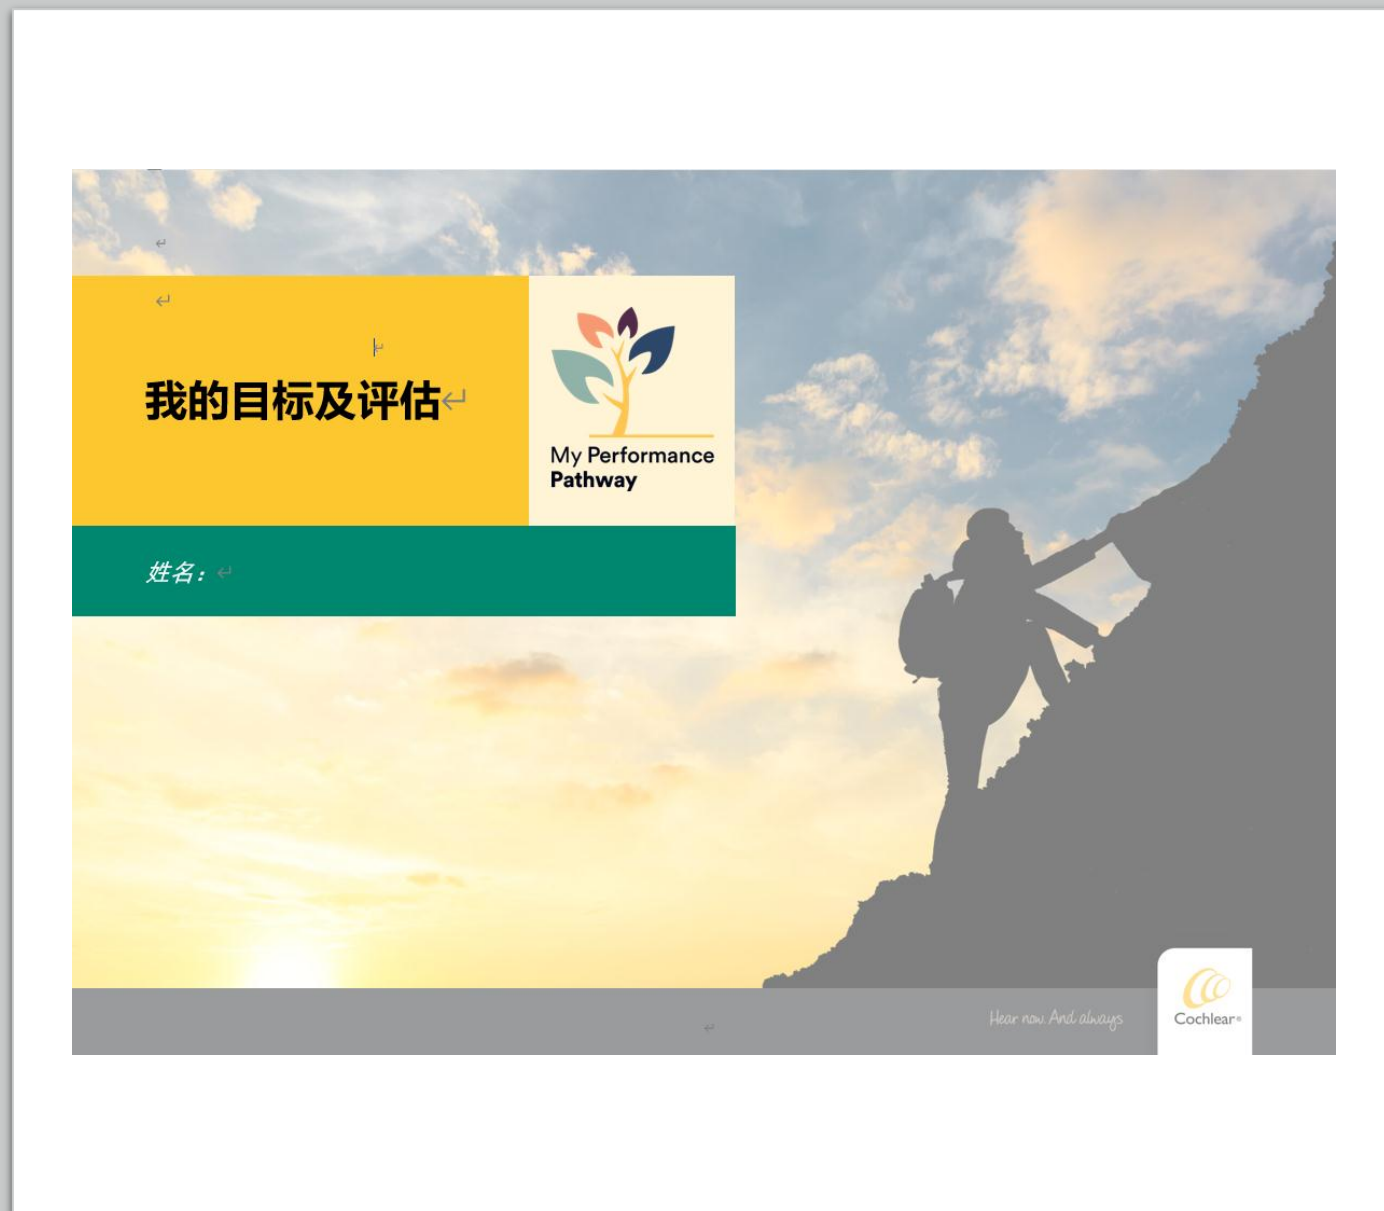 我的目标及评估
My Performance
Pathway
姓名：
Hear now. And always
Cochlear®